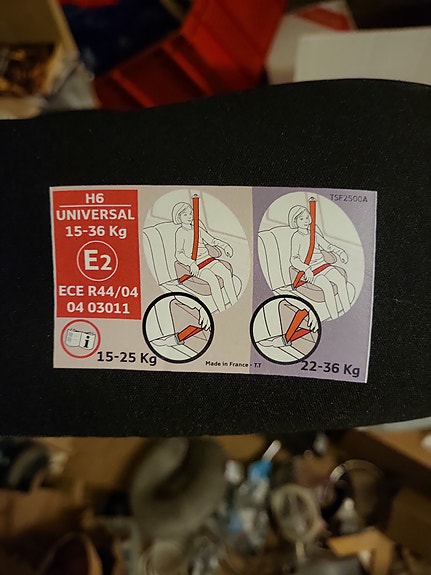 H6
UNIVERSAL
15-36 Kg
E2
ECE R44/04
04 03011
i
15-25 Kg
Made in France - T.T
TSF2500A
22-36 Kg